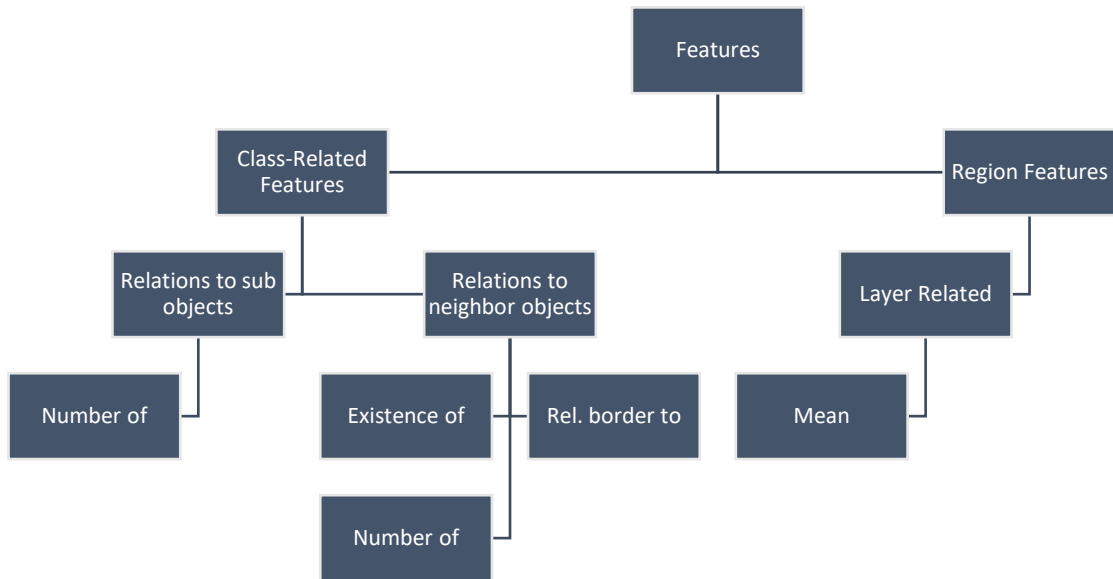 Features
Class-Related
Features
Region Features
Relations to sub
objects
Relations to
neighbor objects
Layer Related
Number of
Existence of
Rel. border to
Mean
Number of